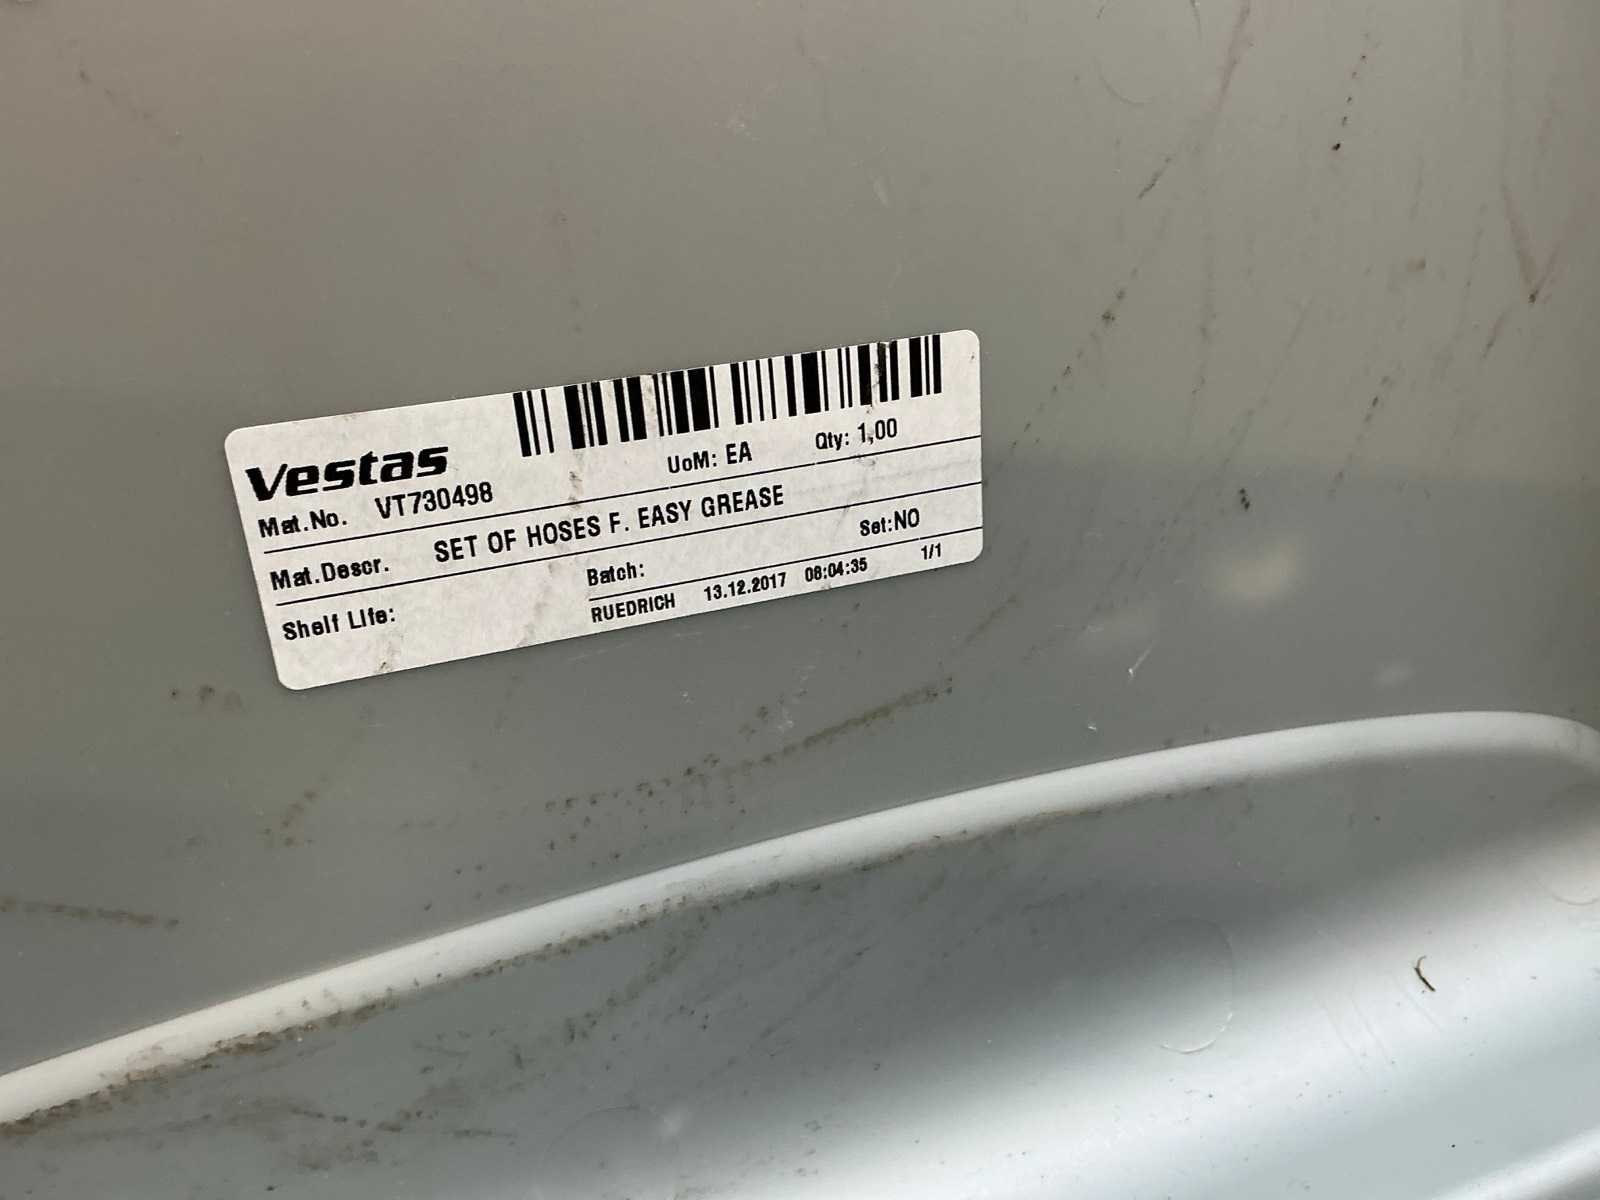 Vestas
UoM: EA Qty: 1,00
Mat.No. VT730498
Mat.Descr. SET OF HOSES F. EASY GREASE
Shelf Life: Batch: Set:NO
RUEDRICH 13.12.2017 08:04:35 1/1